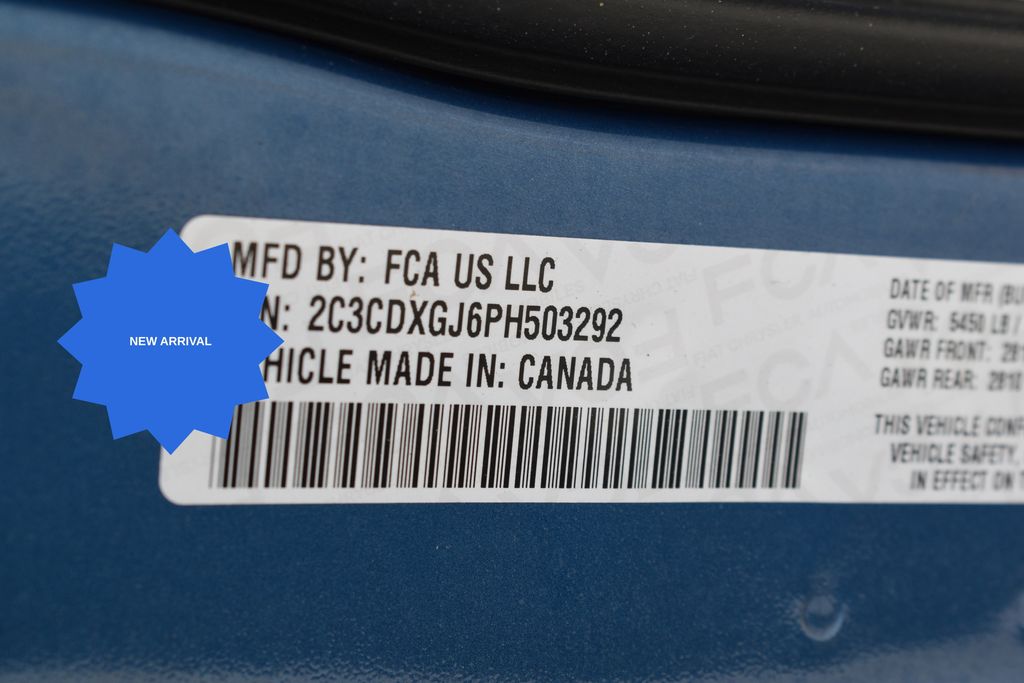 MFD BY: FCA US LLC
N: 2C3CDXGJ6PH503292
HICLE MADE IN: CANADA
NEW ARRIVAL
DATE OF MFR
GVWR: 5450 LB /
GAWR FRONT:
GAWR REAR: 2810
THIS VEHICLE
VEHICLE SAFETY,
IN EFFECT ON